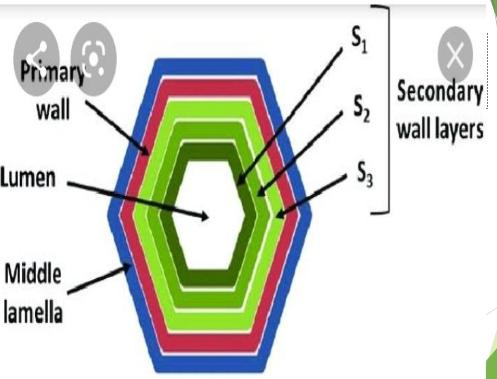 Primary
wall
Lumen
Middle
lamella
S₁
S₂
S₃
Secondary
wall layers